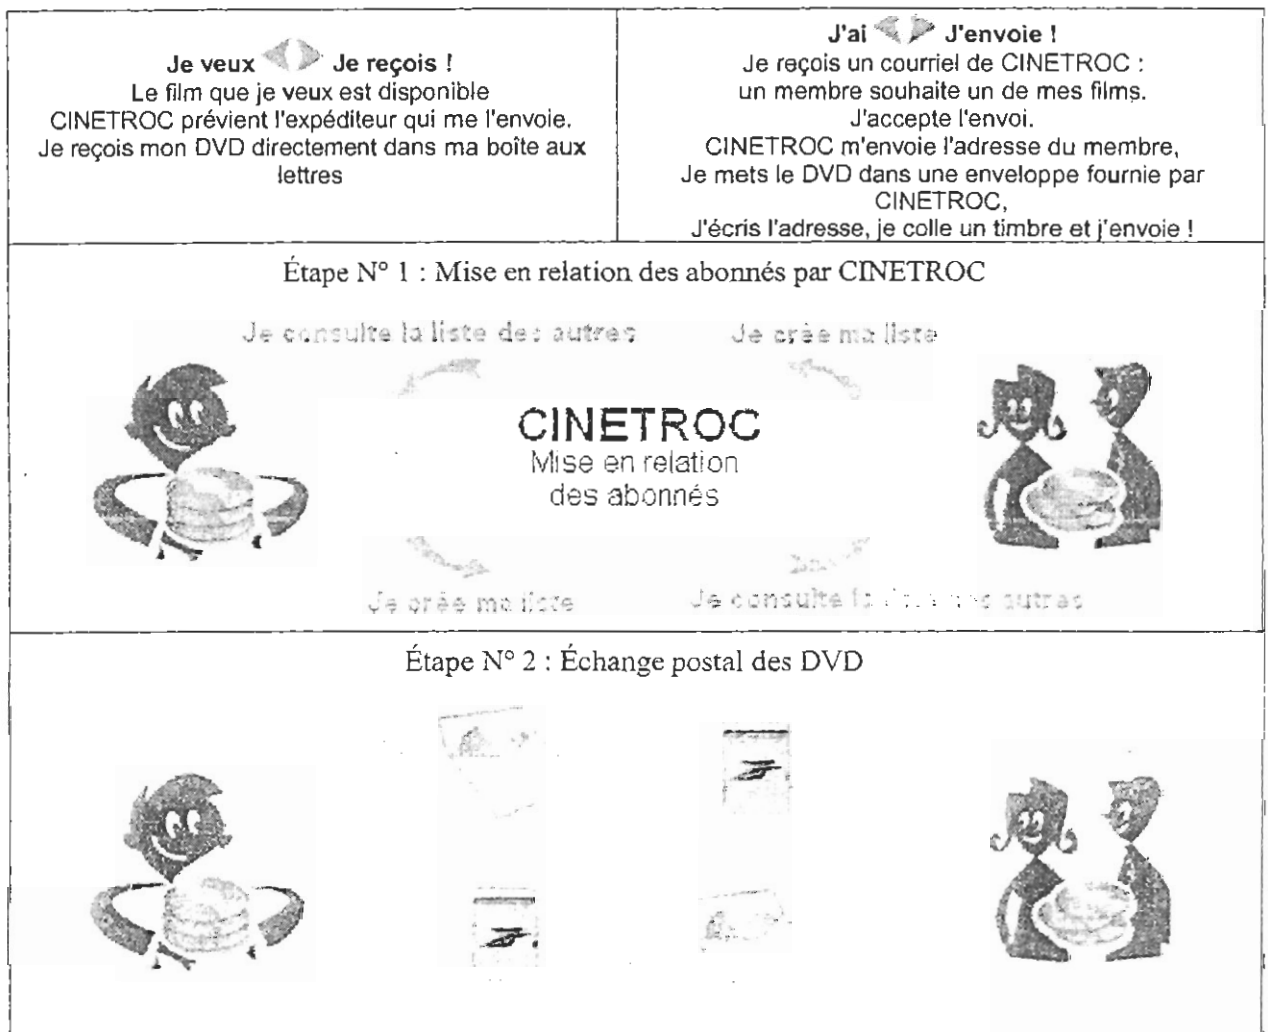 Je veux Je reçois !
Le film que je veux est disponible
CINETROC prévient l'expéditeur qui me l'envoie.
Je reçois mon DVD directement dans ma boîte aux
lettres
J'ai J'envoie !
Je reçois un courriel de CINETROC :
un membre souhaite un de mes films.
J'accepte l'envoi.
CINETROC m'envoie l'adresse du membre,
Je mets le DVD dans une enveloppe fournie par
CINETROC,
J'écris l'adresse, je colle un timbre et j'envoie !
Étape N° 1 : Mise en relation des abonnés par CINETROC
Je consulte la liste des autres
Je crée ma liste
CINETROC
Mise en relation
des abonnés
Je crée ma liste
Je consulte la autres
Étape N° 2 : Échange postal des DVD